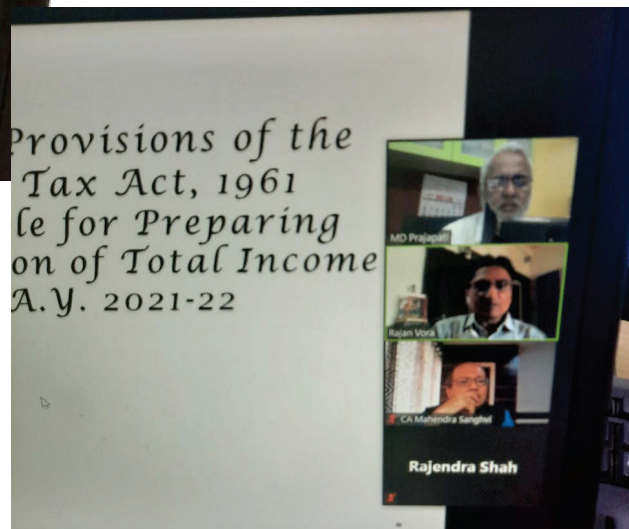 Provisions of the
Tax Act, 1961
le for Preparing
on of Total Income
A.Y. 2021-22
MD Prajapati
Rajan Vora
CA Mahendra Sanghvi
Rajendra Shah